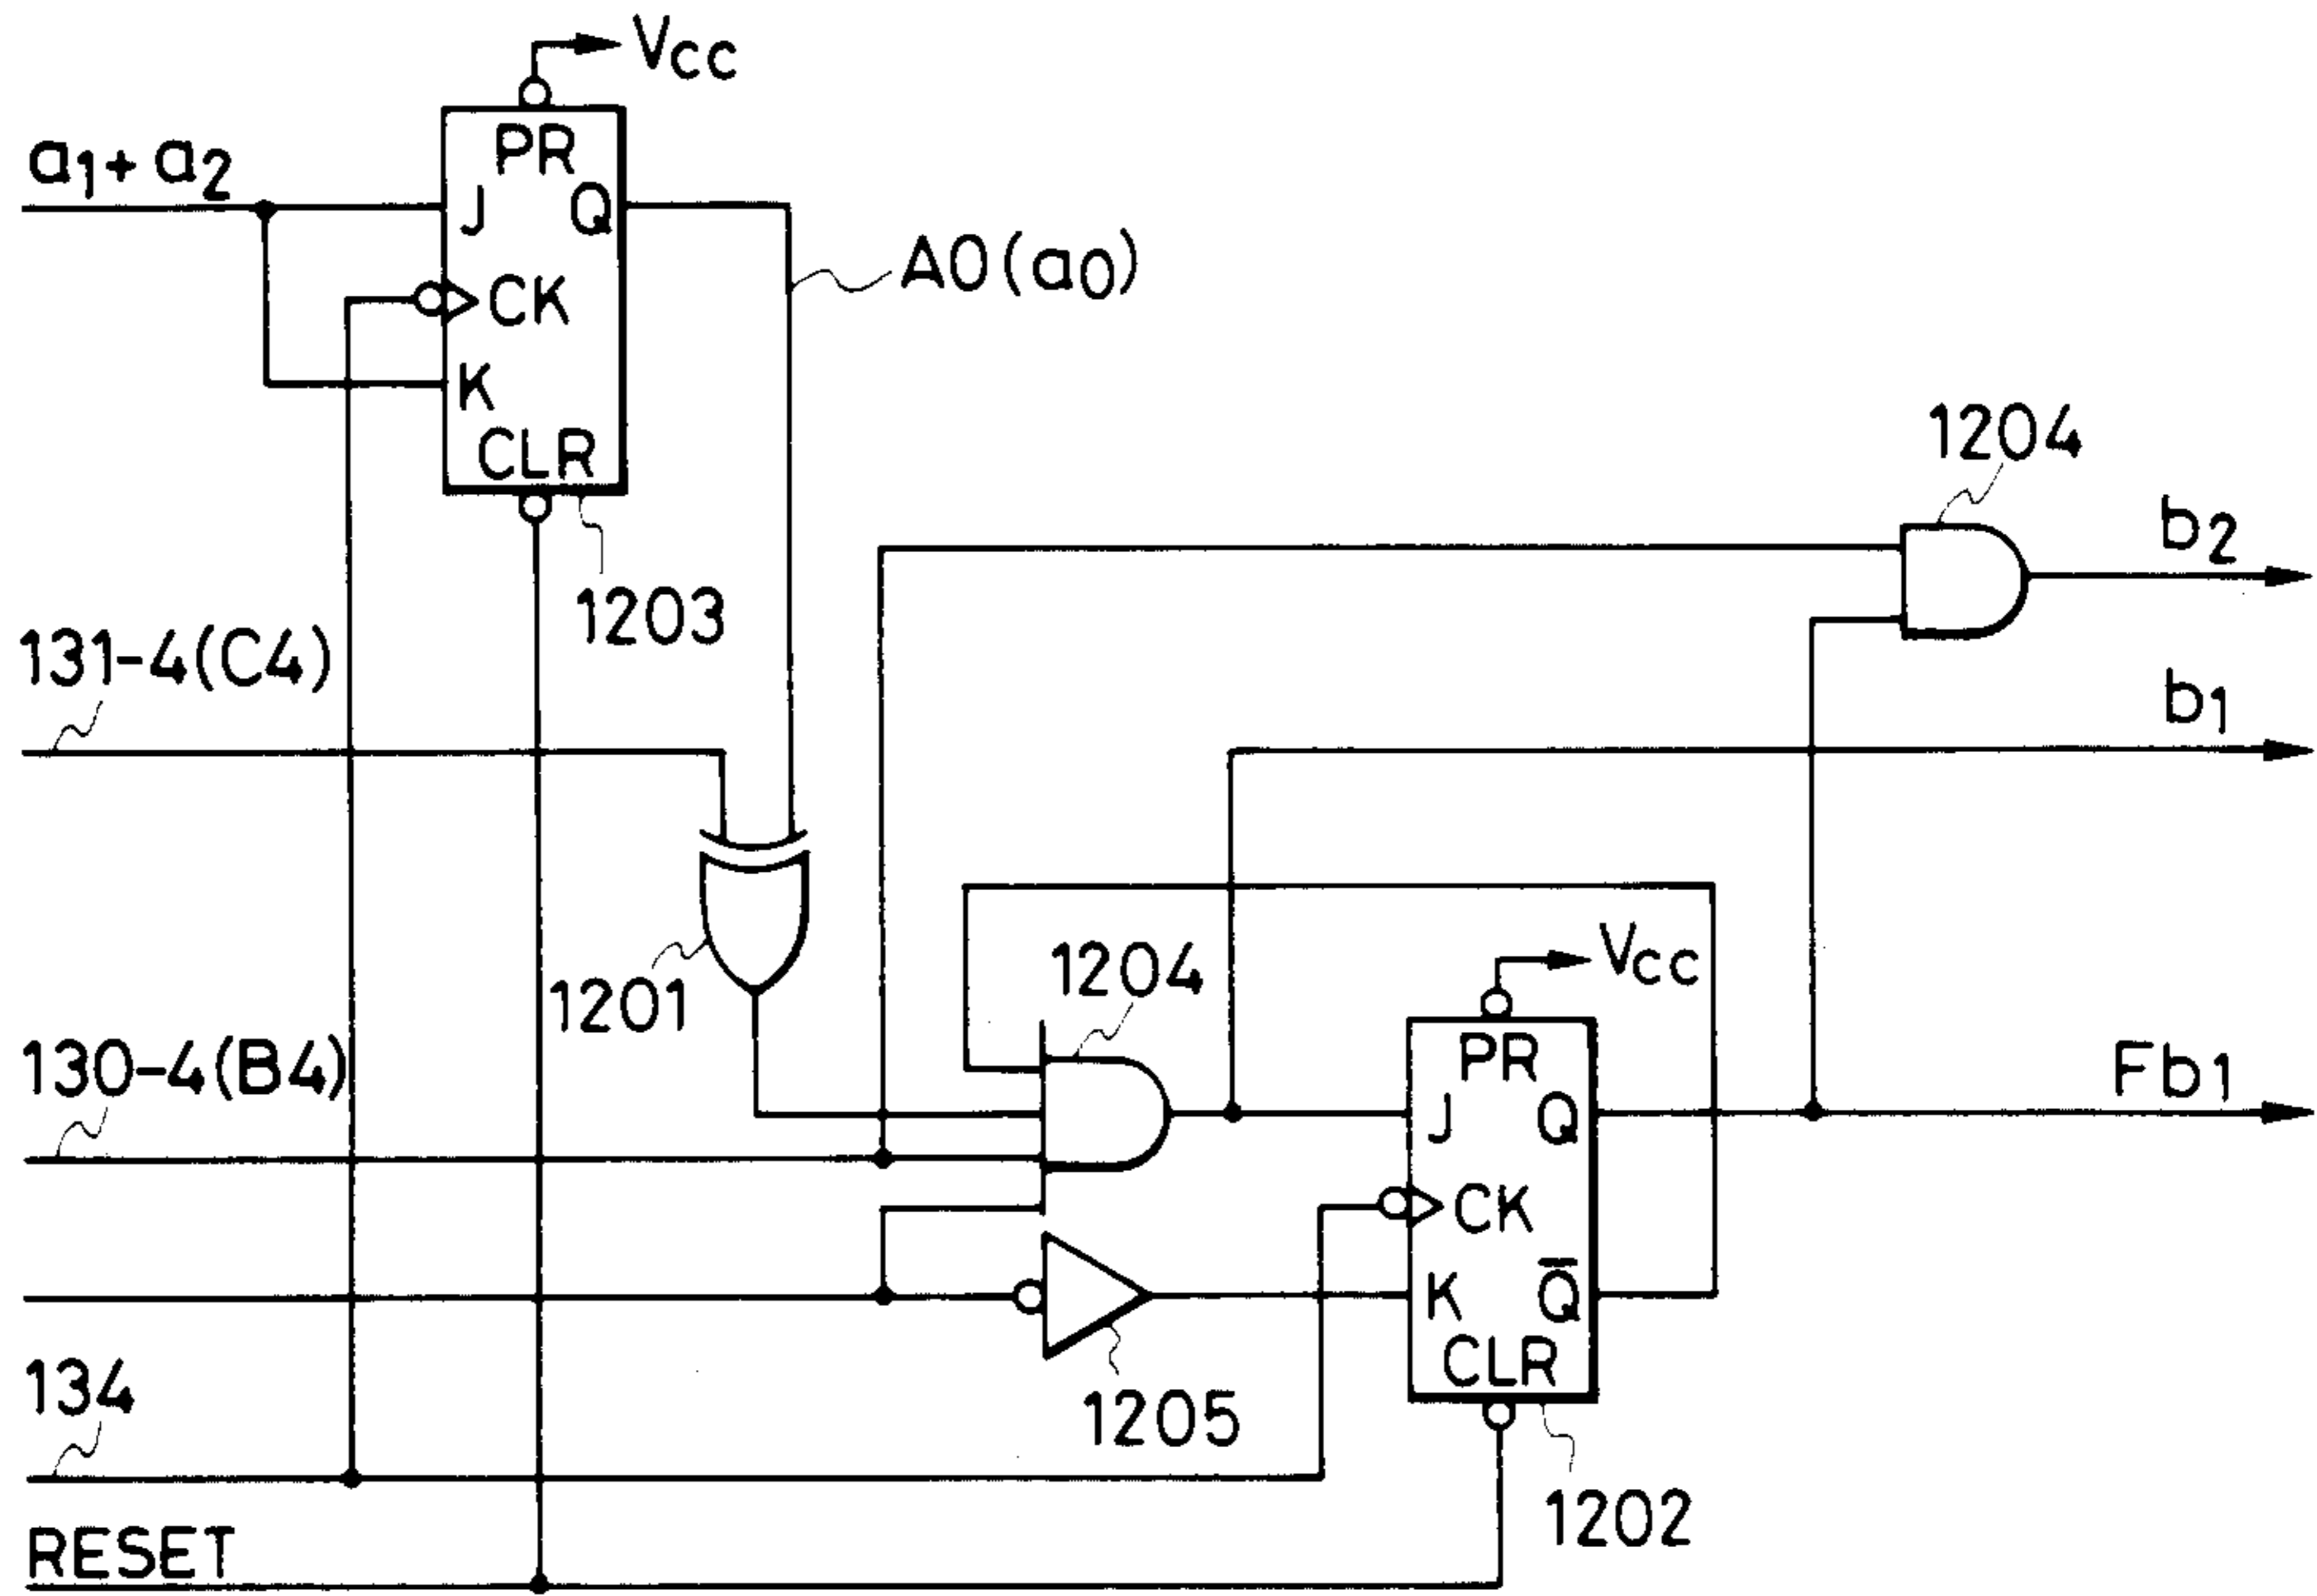 Vcc
a1+ a2
PR
J Q
A0(a0)
CK
K
CLR
1204
b2
1203
131-4(C4)
b1
1201
1204
Vcc
130-4(B4)
PR
Fb1
J Q
CK
K Q̅
CLR
134
1205
1202
RESET